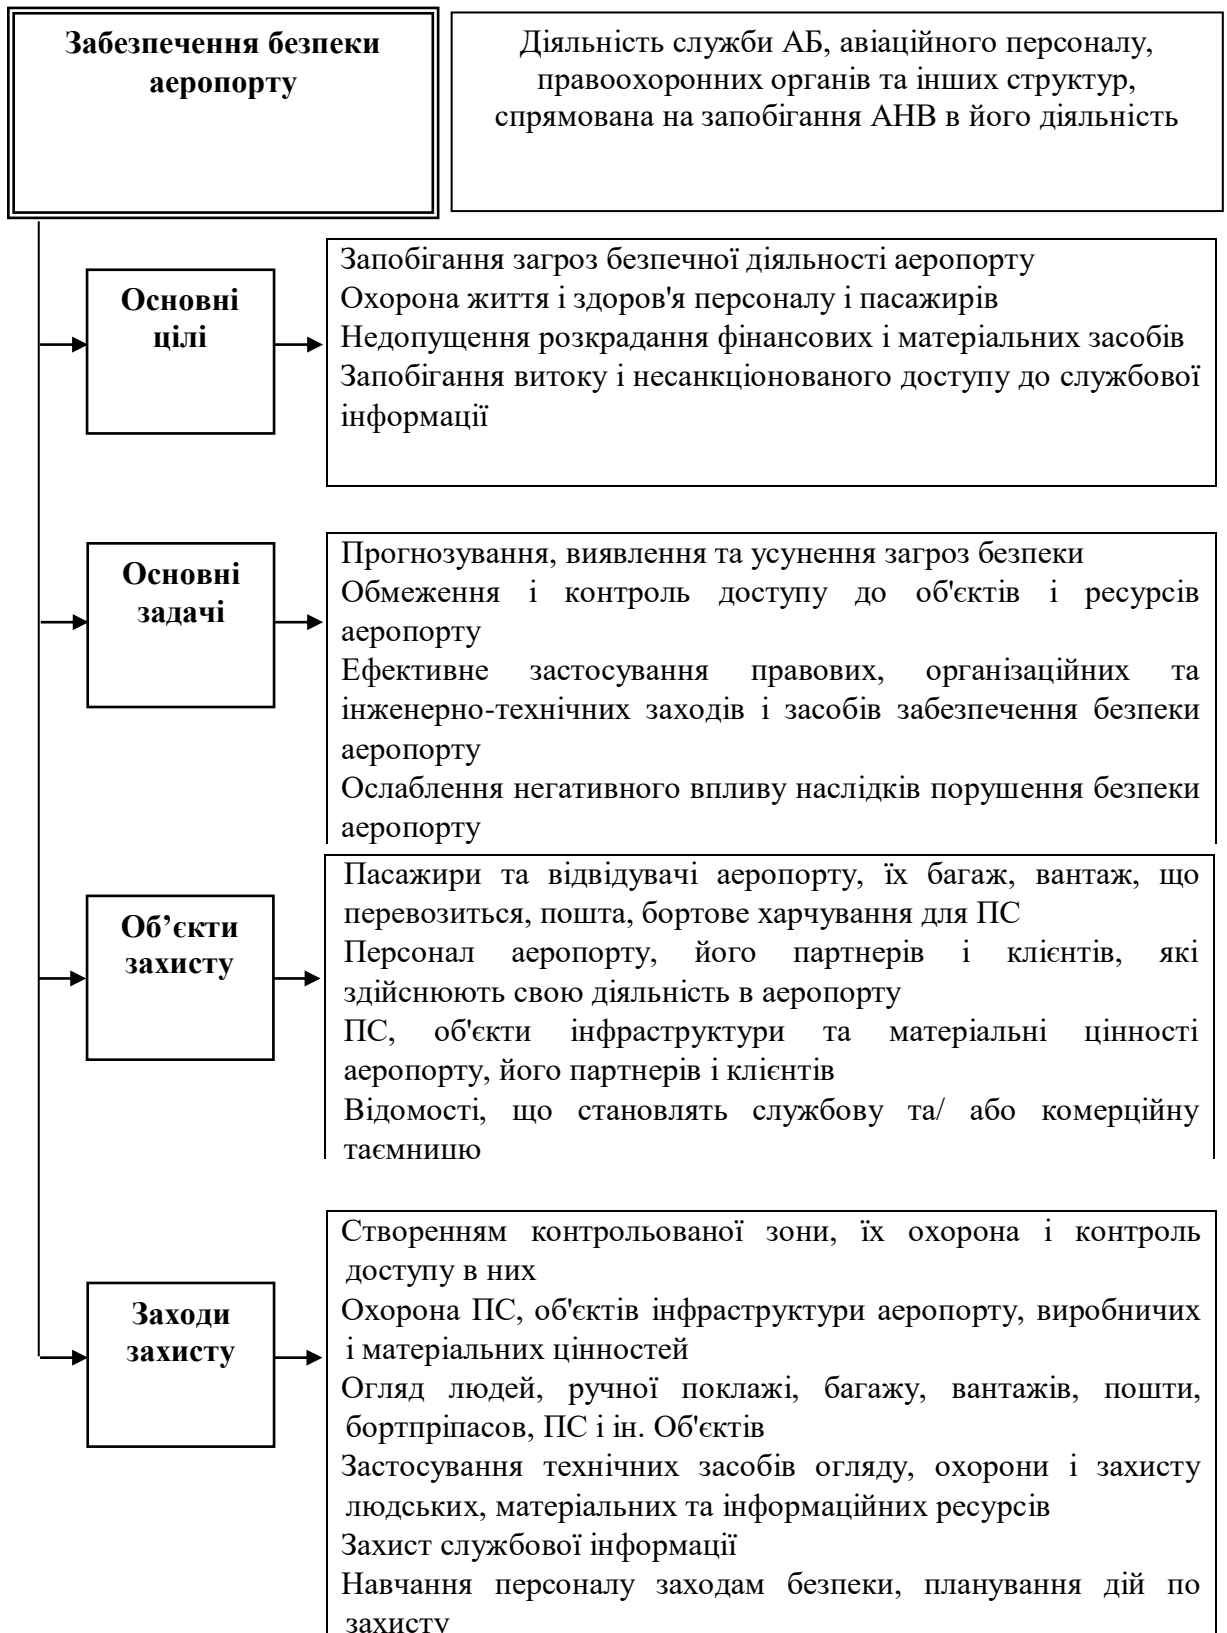 Забезпечення безпеки
аеропорту
Діяльність служби АБ, авіаційного персоналу,
правоохоронних органів та інших структур,
спрямована на запобігання АНВ в його діяльність
Основні
цілі
Запобігання загроз безпечної діяльності аеропорту
Охорона життя і здоров'я персоналу і пасажирів
Недопущення розкрадання фінансових і матеріальних засобів
Запобігання витоку і несанкціонованого доступу до службової
інформації
Основні
задачі
Прогнозування, виявлення та усунення загроз безпеки
Обмеження і контроль доступу до об'єктів і ресурсів
аеропорту
Ефективне застосування правових, організаційних та
інженерно-технічних заходів і засобів забезпечення безпеки
аеропорту
Ослаблення негативного впливу наслідків порушення безпеки
аеропорту
Об’єкти
захисту
Пасажири та відвідувачі аеропорту, їх багаж, вантаж, що
перевозиться, пошта, бортове харчування для ПС
Персонал аеропорту, його партнерів і клієнтів, які
здійснюють свою діяльність в аеропорту
ПС, об'єкти інфраструктури та матеріальні цінності
аеропорту, його партнерів і клієнтів
Відомості, що становлять службову та/ або комерційну
таємницю
Заходи
захисту
Створенням контрольованої зони, їх охорона і контроль
доступу в них
Охорона ПС, об'єктів інфраструктури аеропорту, виробничих
і матеріальних цінностей
Огляд людей, ручної поклажі, багажу, вантажів, пошти,
бортпріпасов, ПС і ін. Об'єктів
Застосування технічних засобів огляду, охорони і захисту
людських, матеріальних та інформаційних ресурсів
Захист службової інформації
Навчання персоналу заходам безпеки, планування дій по
захисту